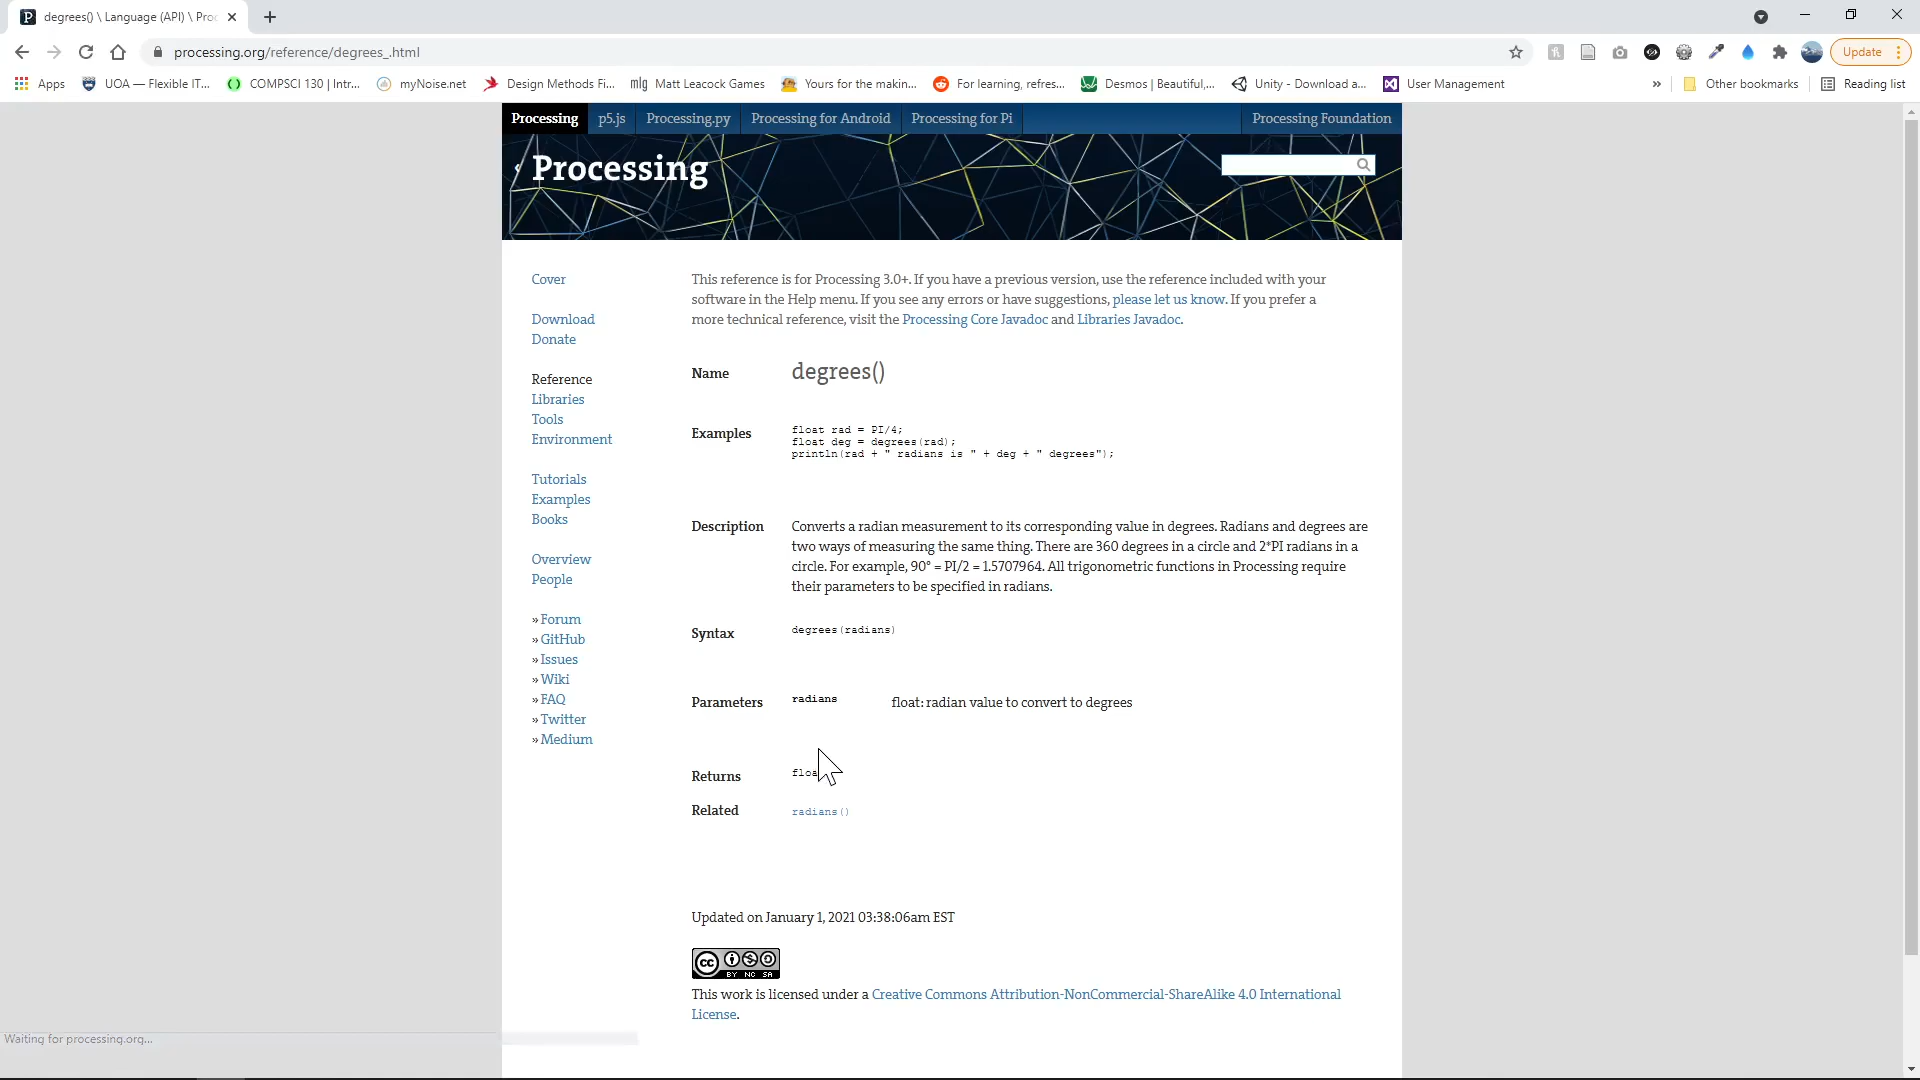 degrees() \ Language (API) \ Proc
processing.org/reference/degrees_.html
Update
Apps
UOA — Flexible IT...
COMPSCI 130 | Intr...
myNoise.net
Design Methods Fi...
Matt Leacock Games
Yours for the makin...
For learning, refres...
Desmos | Beautiful,...
Unity - Download a...
User Management
»
Other bookmarks
Reading list
Processing
p5.js
Processing.py
Processing for Android
Processing for Pi
Processing Foundation
Processing
Cover
Download
Donate
Reference
Libraries
Tools
Environment
Tutorials
Examples
Books
Overview
People
» Forum
» GitHub
» Issues
» Wiki
» FAQ
» Twitter
» Medium
This reference is for Processing 3.0+. If you have a previous version, use the reference included with your
software in the Help menu. If you see any errors or have suggestions, please let us know. If you prefer a
more technical reference, visit the Processing Core Javadoc and Libraries Javadoc.
Name degrees()
Examples float rad = PI/4;
float deg = degrees(rad);
println(rad + " radians is " + deg + " degrees");
Description Converts a radian measurement to its corresponding value in degrees. Radians and degrees are
two ways of measuring the same thing. There are 360 degrees in a circle and 2*PI radians in a
circle. For example, 90° = PI/2 = 1.5707964. All trigonometric functions in Processing require
their parameters to be specified in radians.
Syntax degrees(radians)
Parameters radians float: radian value to convert to degrees
Returns
Related radians()
Updated on January 1, 2021 03:38:06am EST
cc BY NC SA
This work is licensed under a Creative Commons Attribution-NonCommercial-ShareAlike 4.0 International
License.
Waiting for processing.org...